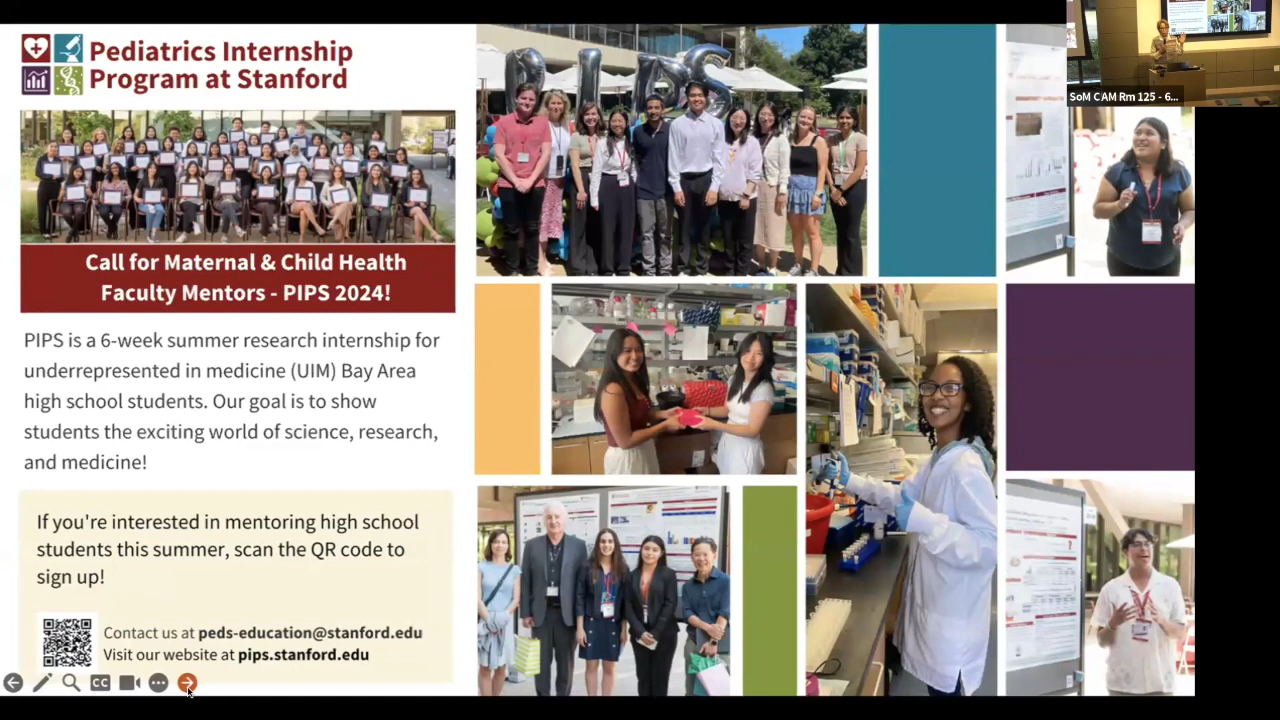 Pediatrics Internship
Program at Stanford
Call for Maternal & Child Health
Faculty Mentors - PIPS 2024!
PIPS is a 6-week summer research internship for
underrepresented in medicine (UIM) Bay Area
high school students. Our goal is to show
students the exciting world of science, research,
and medicine!
If you're interested in mentoring high school
students this summer, scan the QR code to
sign up!
Contact us at peds-education@stanford.edu
Visit our website at pips.stanford.edu
CC
PIPS
SoM CAM Rm 125 - 6...